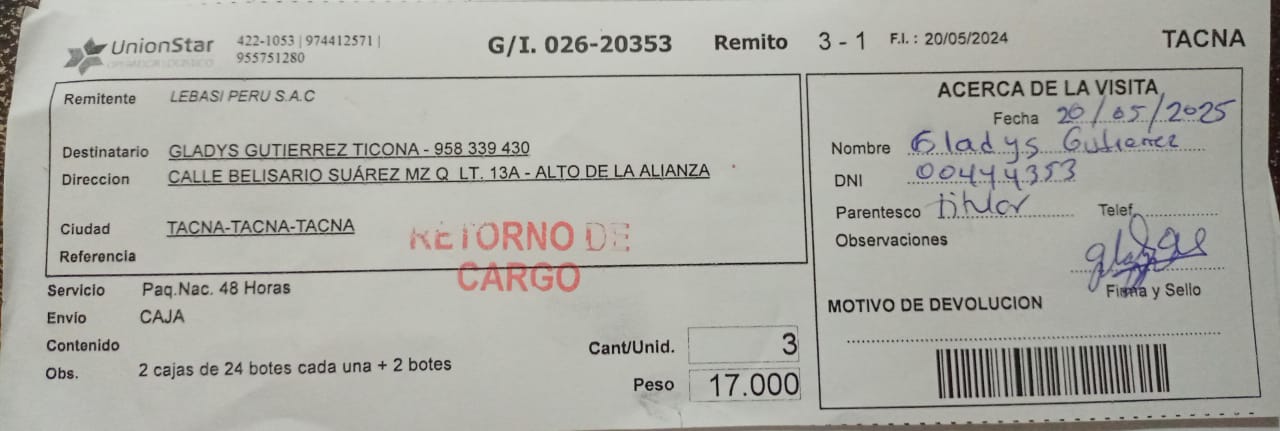 UnionStar 422-1053 | 974412571 | G/I. 026-20353 Remito 3 - 1 F.I. : 20/05/2024 TACNA
OPERADOR LOGISTICO 955751280
Remitente LEBASI PERU S.A.C
Destinatario GLADYS GUTIERREZ TICONA - 958 339 430
Direccion CALLE BELISARIO SUÁREZ MZ Q LT. 13A - ALTO DE LA ALIANZA
Ciudad TACNA-TACNA-TACNA
Referencia
RETORNO DE
CARGO
Servicio Paq.Nac. 48 Horas
Envío CAJA
Contenido
Obs. 2 cajas de 24 botes cada una + 2 botes
Cant/Unid. 3
Peso 17.000
ACERCA DE LA VISITA
Fecha 20/05/2025
Nombre Gladys Gutierrez
DNI 00444353
Parentesco titular Telef
Observaciones
Firma y Sello
MOTIVO DE DEVOLUCION